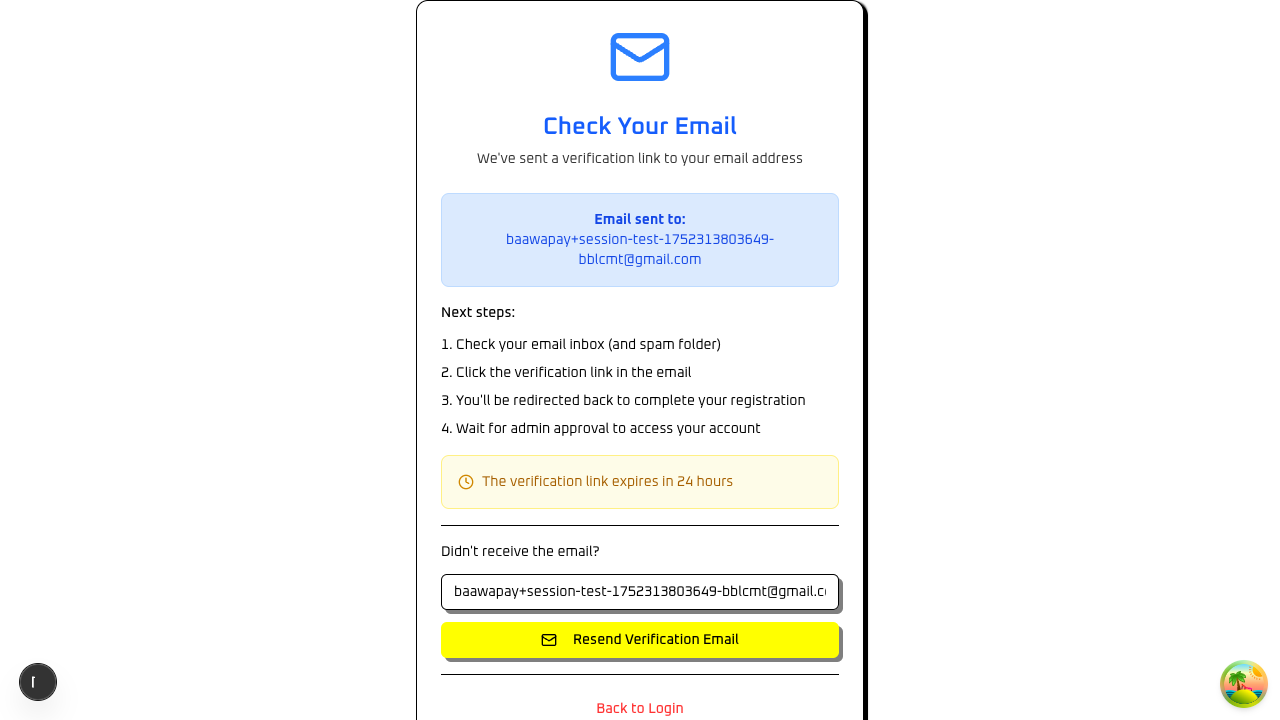 Check Your Email
We've sent a verification link to your email address
Email sent to:
baawapay+session-test-1752313803649-
bblcmt@gmail.com
Next steps:
1. Check your email inbox (and spam folder)
2. Click the verification link in the email
3. You'll be redirected back to complete your registration
4. Wait for admin approval to access your account
The verification link expires in 24 hours
Didn't receive the email?
baawapay+session-test-1752313803649-bblcmt@gmail.c
Resend Verification Email
Back to Login